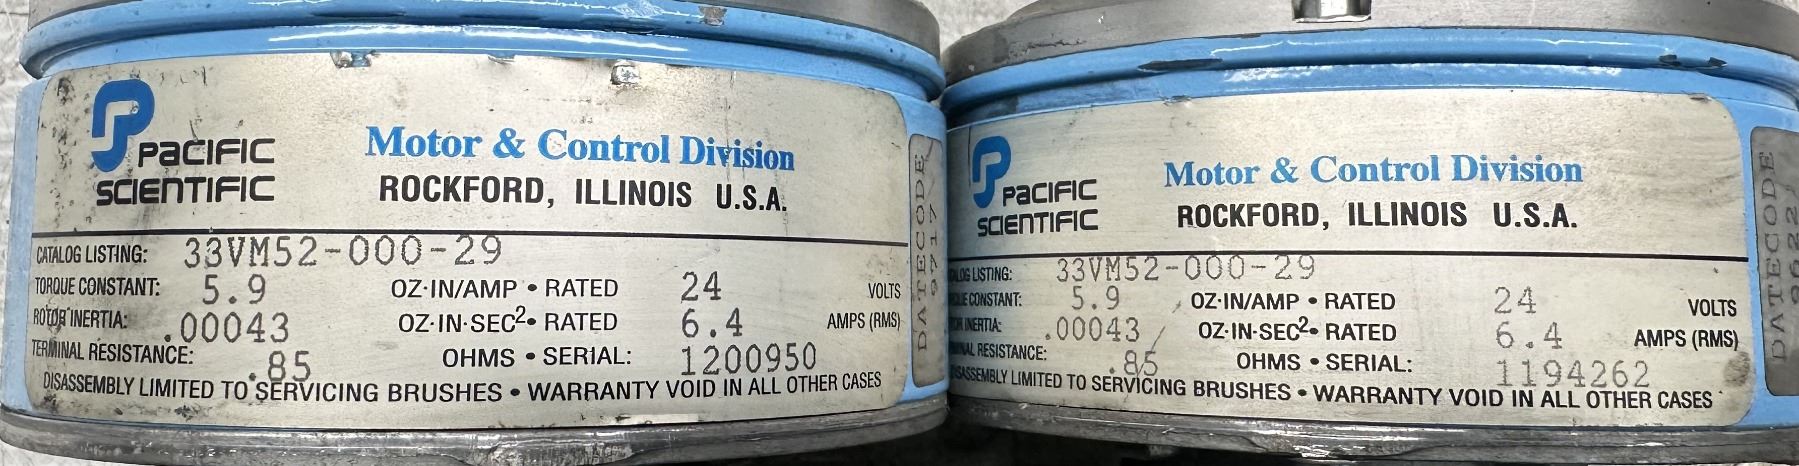 PACIFIC
SCIENTIFIC
Motor & Control Division
ROCKFORD, ILLINOIS U.S.A.
CATALOG LISTING: 33VM52-000-29
TORQUE CONSTANT: 5.9 OZ·IN/AMP • RATED 24 VOLTS
ROTOR INERTIA: .00043 OZ·IN·SEC²• RATED 6.4 AMPS (RMS)
TERMINAL RESISTANCE: .85 OHMS • SERIAL: 1200950
DISASSEMBLY LIMITED TO SERVICING BRUSHES • WARRANTY VOID IN ALL OTHER CASES
DATECODE
PACIFIC
SCIENTIFIC
Motor & Control Division
ROCKFORD, ILLINOIS U.S.A.
LISTING: 33VM52-000-29
CONSTANT: 5.9 OZ·IN/AMP • RATED 24 VOLTS
INERTIA: .00043 OZ·IN·SEC²• RATED 6.4 AMPS (RMS)
RESISTANCE: .85 OHMS • SERIAL: 1194262
DISASSEMBLY LIMITED TO SERVICING BRUSHES • WARRANTY VOID IN ALL OTHER CASES
DATECODE